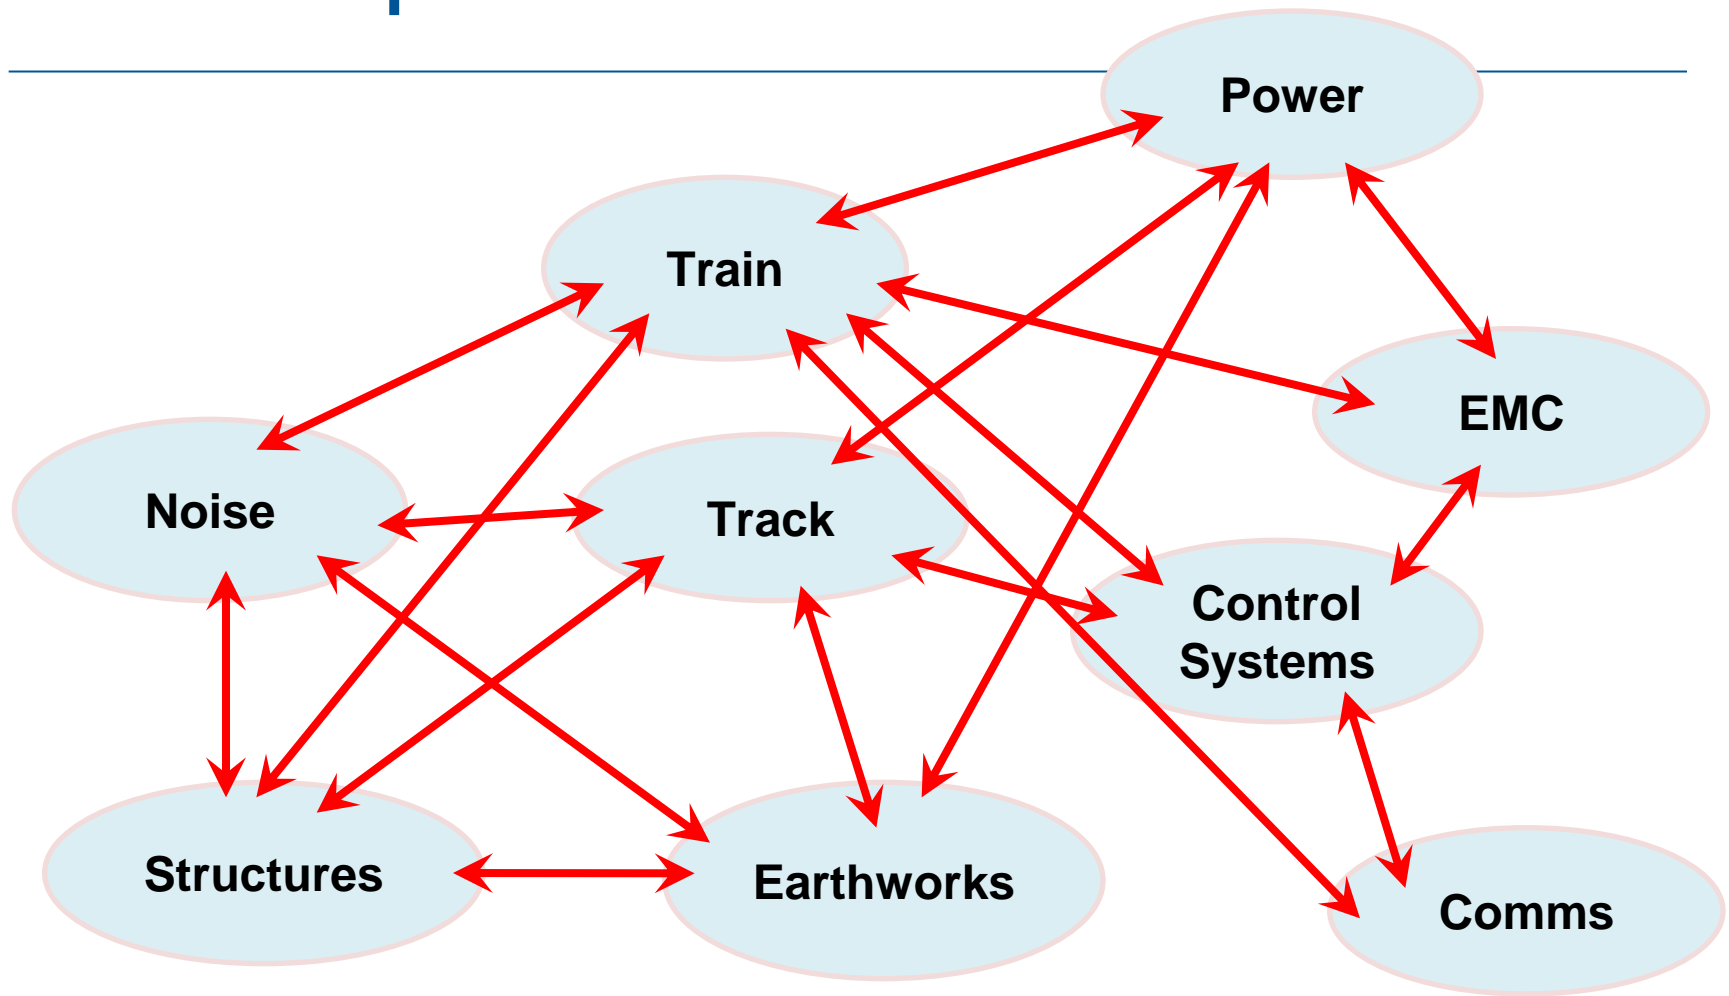 Power
Train
EMC
Noise
Track
Control
Systems
Structures
Earthworks
Comms